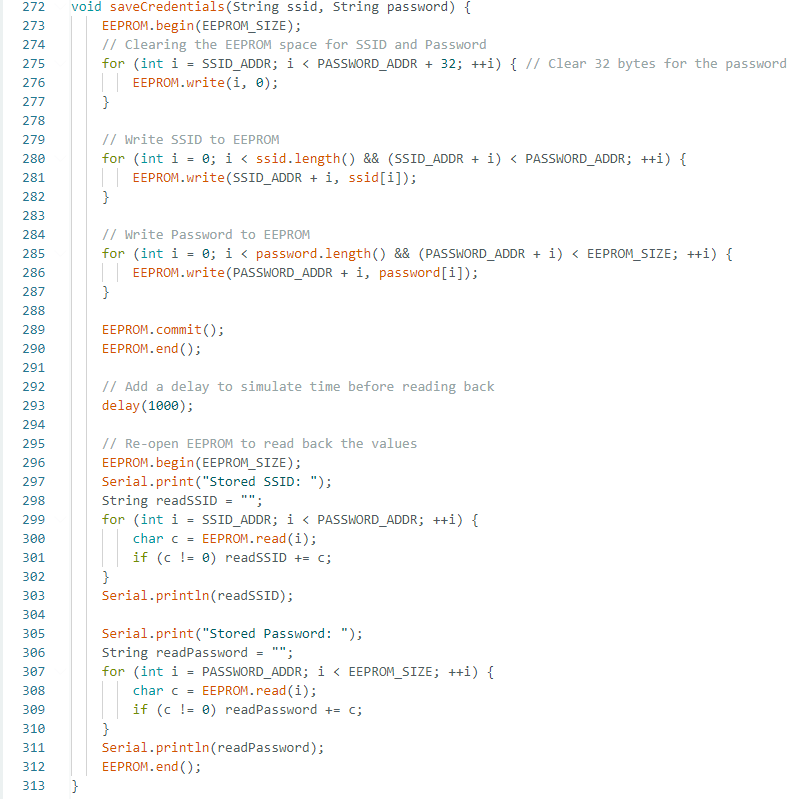 272 void saveCredentials(String ssid, String password) {
273 EEPROM.begin(EEPROM_SIZE);
274 // Clearing the EEPROM space for SSID and Password
275 for (int i = SSID_ADDR; i < PASSWORD_ADDR + 32; ++i) { // Clear 32 bytes for the password
276 EEPROM.write(i, 0);
277 }
278
279 // Write SSID to EEPROM
280 for (int i = 0; i < ssid.length() && (SSID_ADDR + i) < PASSWORD_ADDR; ++i) {
281 EEPROM.write(SSID_ADDR + i, ssid[i]);
282 }
283
284 // Write Password to EEPROM
285 for (int i = 0; i < password.length() && (PASSWORD_ADDR + i) < EEPROM_SIZE; ++i) {
286 EEPROM.write(PASSWORD_ADDR + i, password[i]);
287 }
288
289 EEPROM.commit();
290 EEPROM.end();
291
292 // Add a delay to simulate time before reading back
293 delay(1000);
294
295 // Re-open EEPROM to read back the values
296 EEPROM.begin(EEPROM_SIZE);
297 Serial.print("Stored SSID: ");
298 String readSSID = "";
299 for (int i = SSID_ADDR; i < PASSWORD_ADDR; ++i) {
300 char c = EEPROM.read(i);
301 if (c != 0) readSSID += c;
302 }
303 Serial.println(readSSID);
304
305 Serial.print("Stored Password: ");
306 String readPassword = "";
307 for (int i = PASSWORD_ADDR; i < EEPROM_SIZE; ++i) {
308 char c = EEPROM.read(i);
309 if (c != 0) readPassword += c;
310 }
311 Serial.println(readPassword);
312 EEPROM.end();
313 }